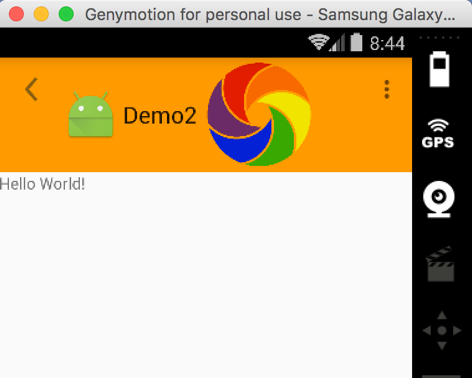 Genymotion for personal use - Samsung Galaxy...
8:44
Demo2
GPS
Hello World!